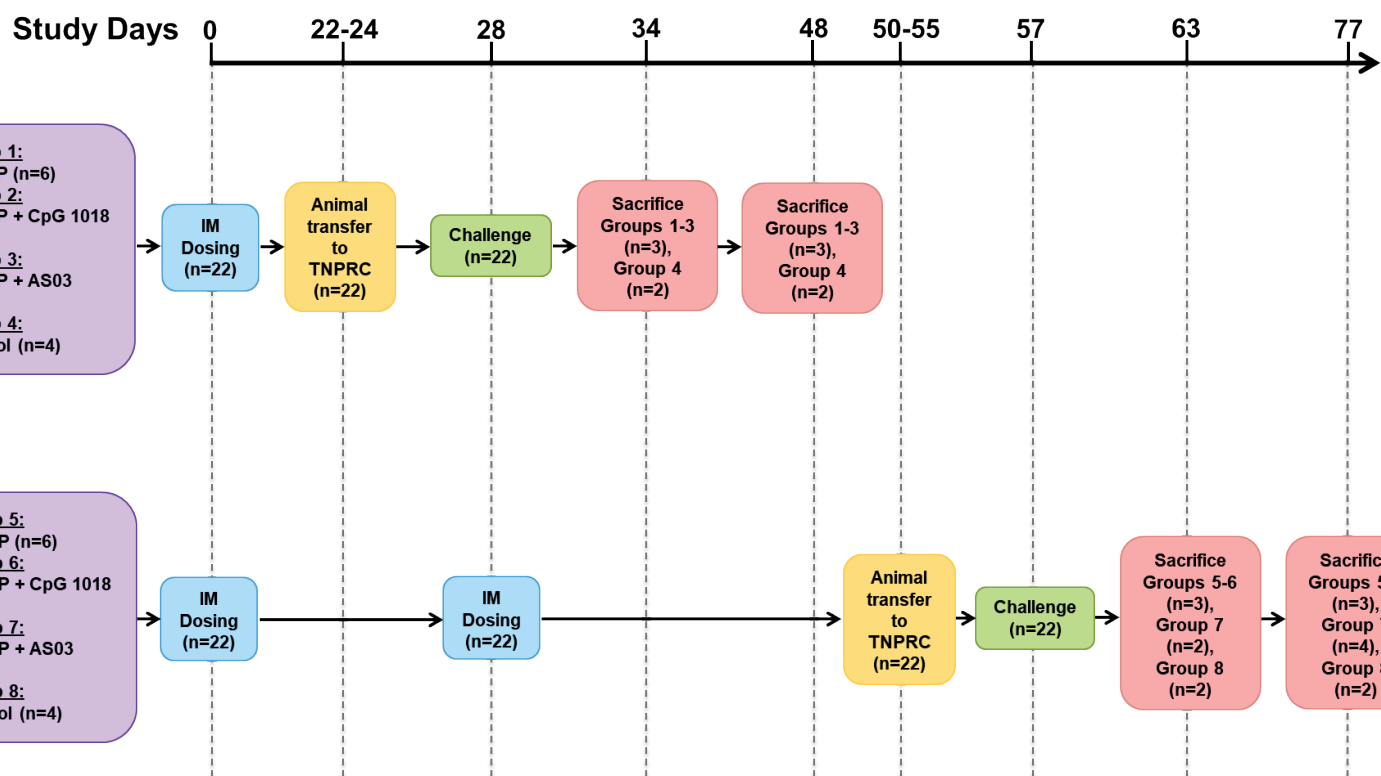 Study Days 0 22-24 28 34 48 50-55 57 63 77
1:
(n=6)
2:
+ CpG 1018
3:
+ AS03
4:
(n=4)
IM
Dosing
(n=22)
Animal
transfer
to
TNPRC
(n=22)
Challenge
(n=22)
Sacrifice
Groups 1-3
(n=3),
Group 4
(n=2)
Sacrifice
Groups 1-3
(n=3),
Group 4
(n=2)
5:
(n=6)
6:
+ CpG 1018
7:
+ AS03
8:
(n=4)
IM
Dosing
(n=22)
IM
Dosing
(n=22)
Animal
transfer
to
TNPRC
(n=22)
Challenge
(n=22)
Sacrifice
Groups 5-6
(n=3),
Group 7
(n=2),
Group 8
(n=2)
Groups
(n=3),
Group
(n=4),
Group
(n=2)